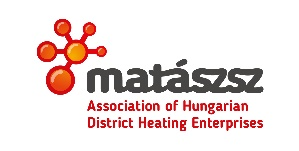 matászsz
Association of Hungarian
District Heating Enterprises